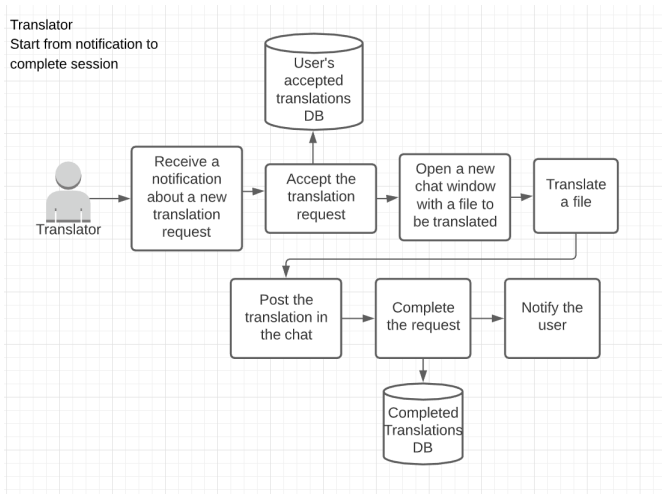 Translator
Start from notification to
complete session
User's
accepted
translations
DB
Translator
Receive a
notification
about a new
translation
request
Accept the
translation
request
Open a new
chat window
with a file to
be translated
Translate
a file
Post the
translation in
the chat
Complete
the request
Notify the
user
Completed
Translations
DB